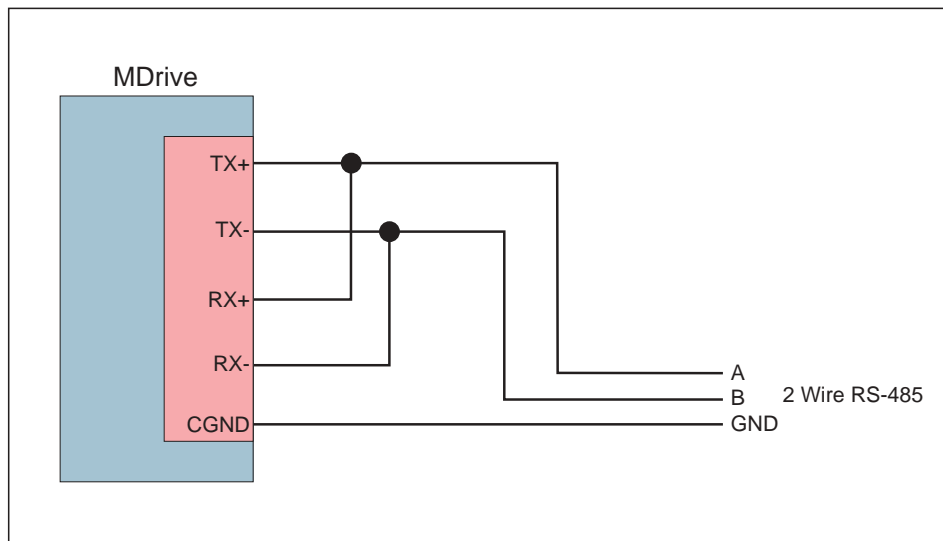 MDrive
TX+
TX-
RX+
RX-
CGND
A
B
2 Wire RS-485
GND